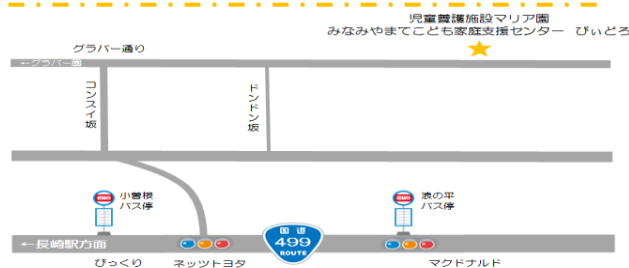 児童養護施設マリア園
みなみやまてこども家庭支援センター びぃどろ
グラバー通り
←グラバー園
コンスイ坂
ドンドン坂
小曽根
バス停
浪の平
バス停
国道
499
ROUTE
←長崎駅方面
びっくり
ネッツトヨタ
マクドナルド